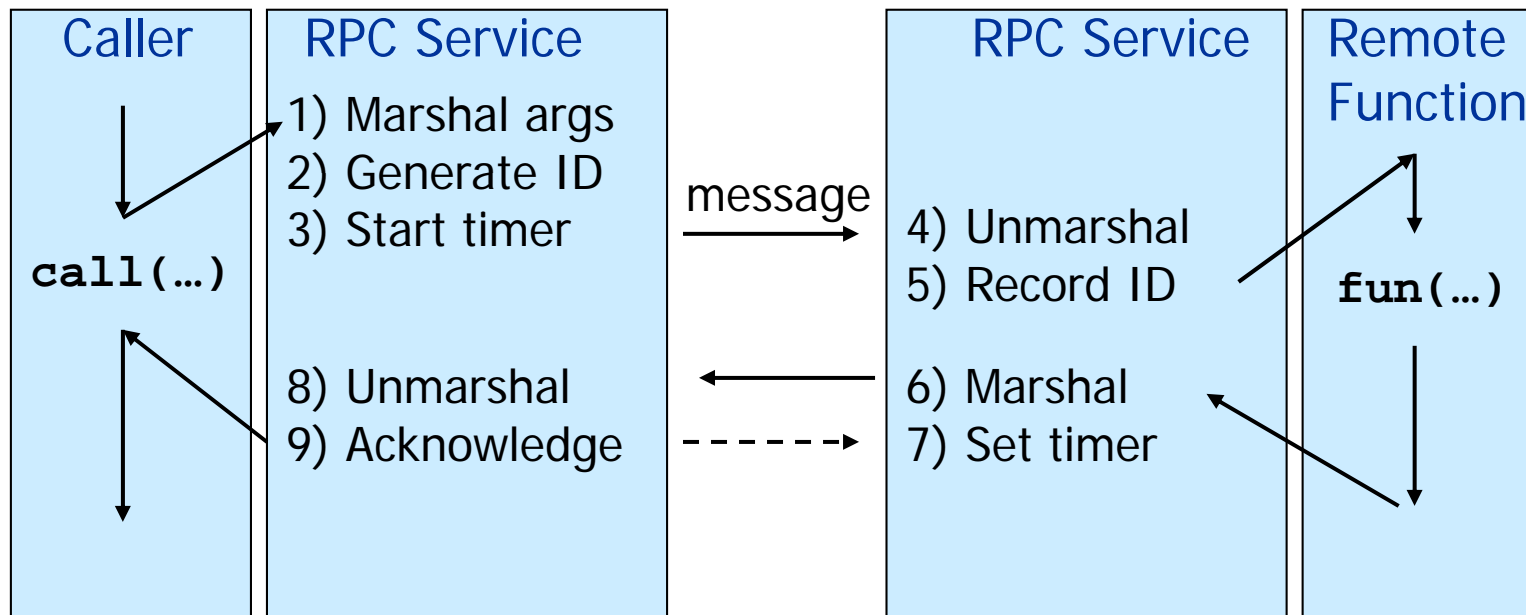 Caller
call(…)
RPC Service
1) Marshal args
2) Generate ID
3) Start timer
8) Unmarshal
9) Acknowledge
message
RPC Service
4) Unmarshal
5) Record ID
6) Marshal
7) Set timer
Remote
Function
fun(…)